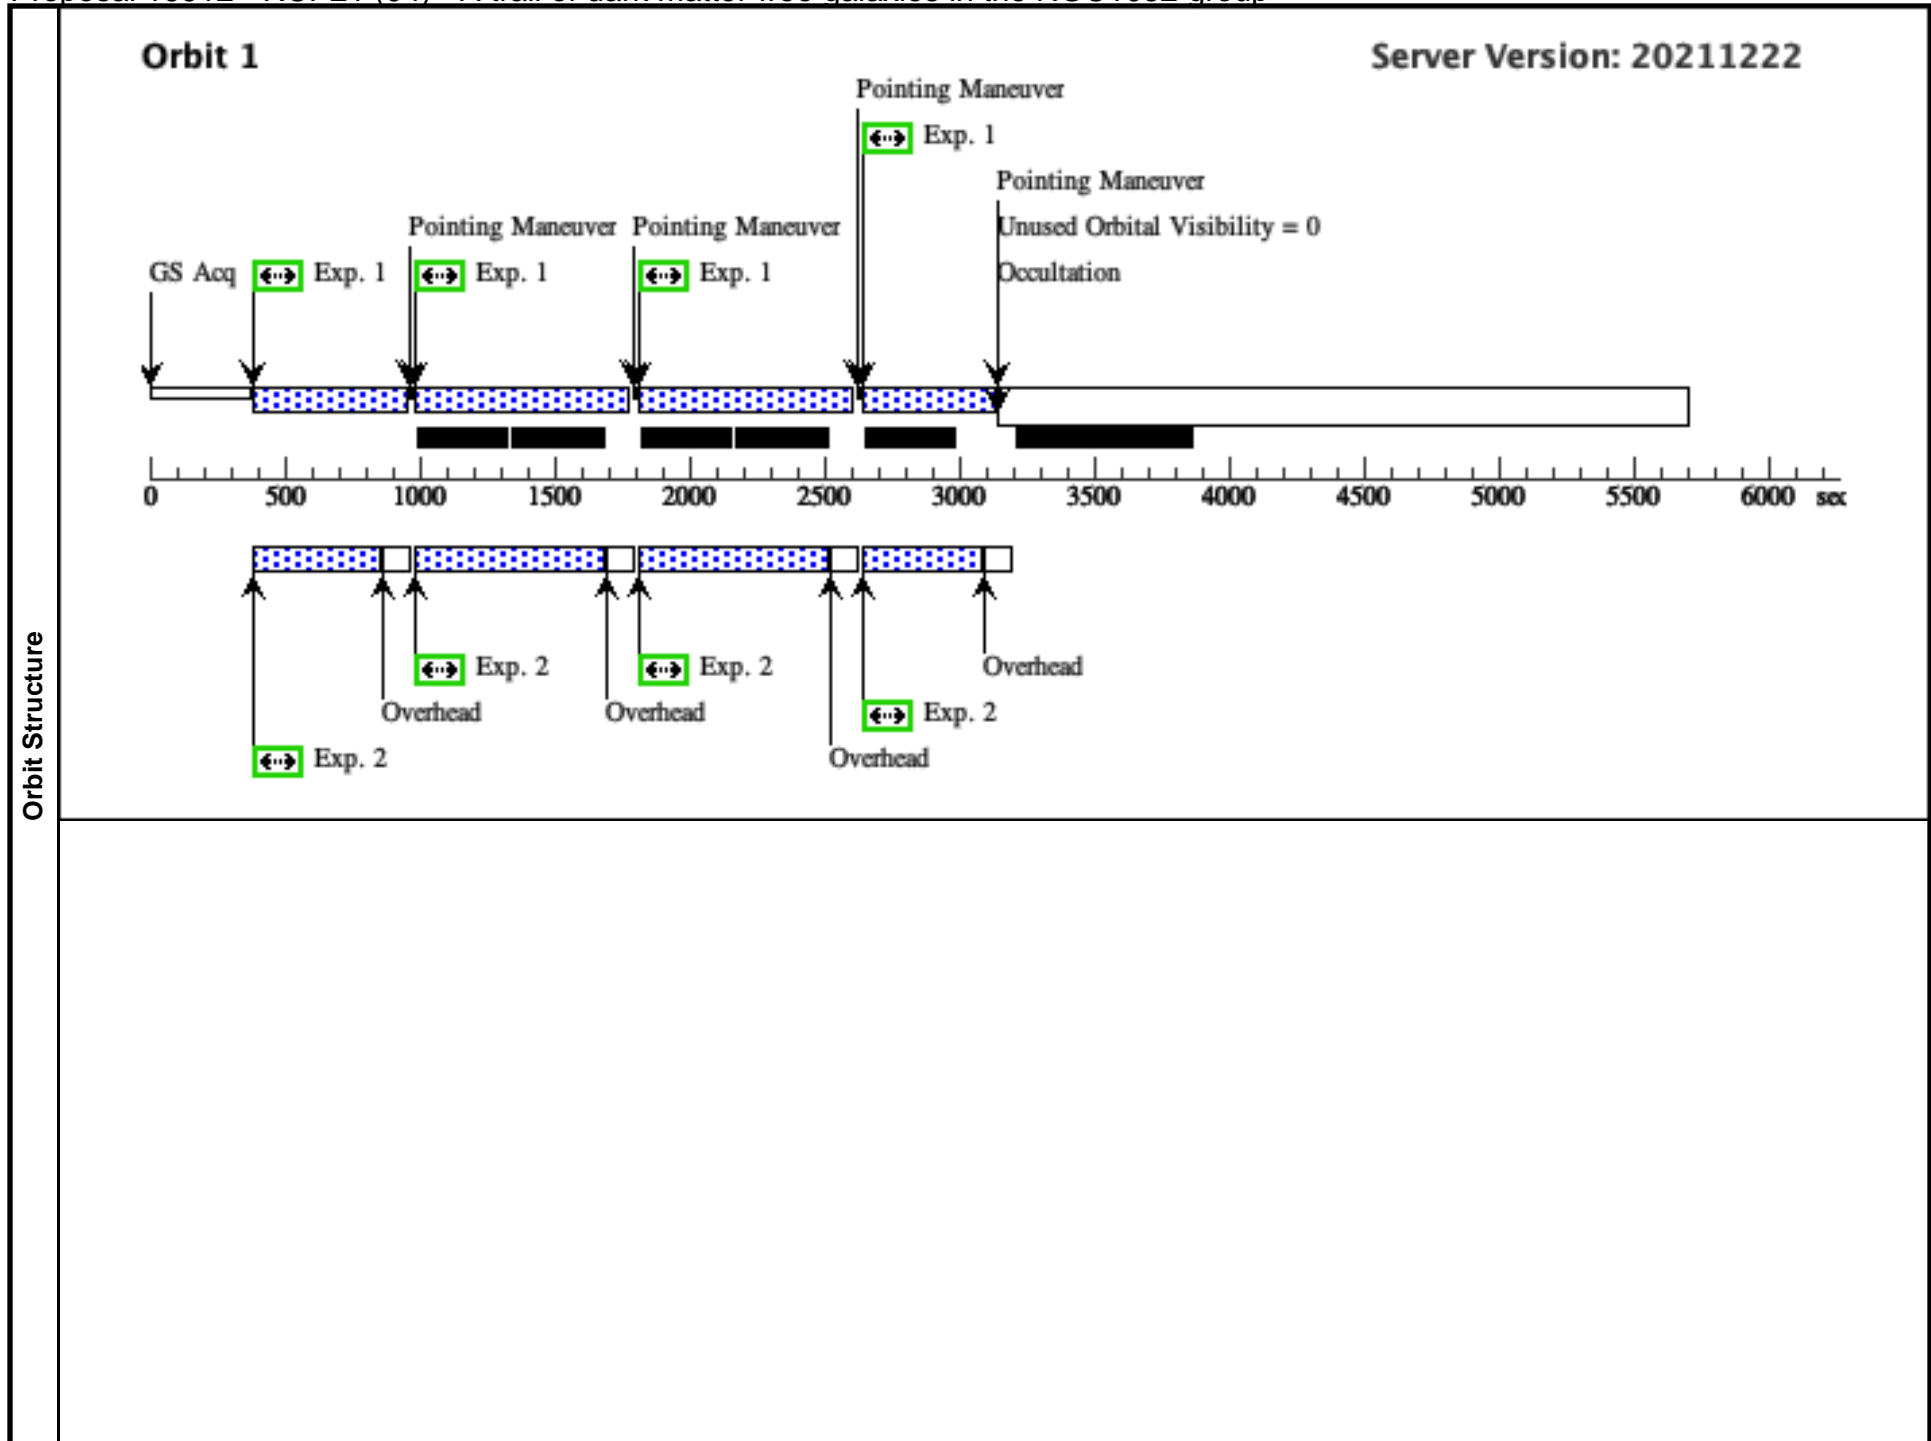 Orbit 1
Server Version: 20211222
Pointing Maneuver
Exp. 1
Pointing Maneuver
Pointing Maneuver Pointing Maneuver
Unused Orbital Visibility = 0
GS Acq Exp. 1 Exp. 1 Exp. 1
Occultation
0 500 1000 1500 2000 2500 3000 3500 4000 4500 5000 5500 6000 sec
Exp. 2 Exp. 2 Overhead
Overhead Overhead Exp. 2
Exp. 2 Overhead
Orbit Structure